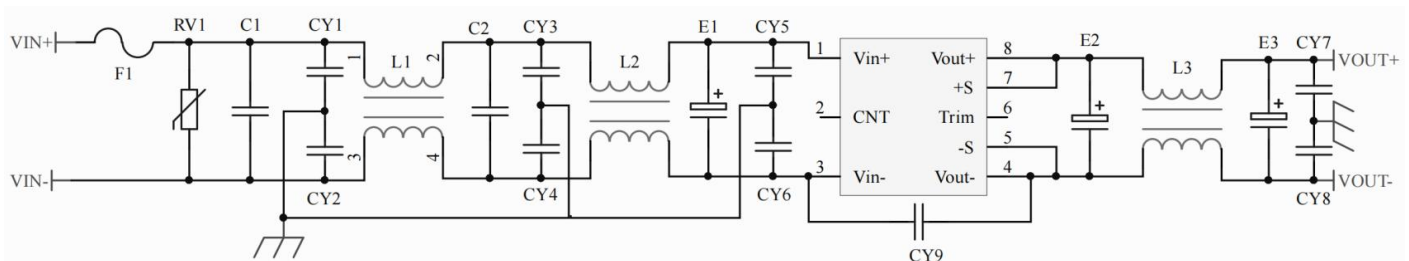 RV1 C1 CY1 C2 CY3 E1 CY5
VIN+ F1 1 2 L1 L2 1 Vin+ Vout+ 8 E2 L3 E3 CY7 VOUT+
+S 7
+ 2 CNT Trim 6 + +
-S 5
3 4 3 Vin- Vout- 4
VIN- CY2 CY4 CY6 CY8 VOUT-
CY9